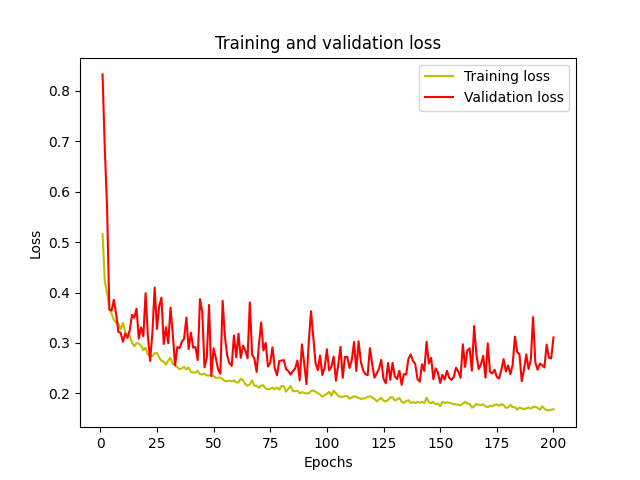 Training and validation loss
Training loss
Validation loss
0.8
0.7
0.6
0.5
0.4
0.3
0.2
Loss
0 25 50 75 100 125 150 175 200
Epochs